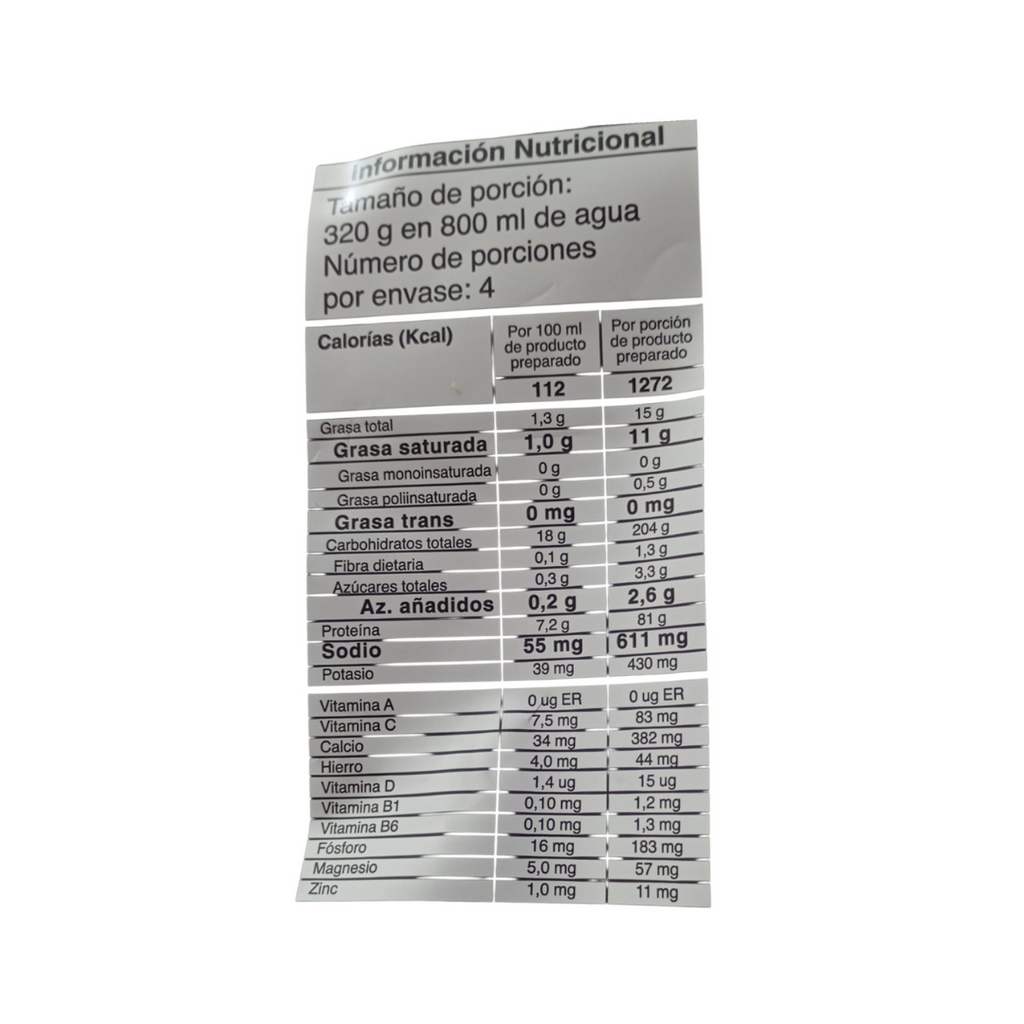 Información Nutricional
Tamaño de porción:
320 g en 800 ml de agua
Número de porciones
por envase: 4
Calorías (Kcal)
Por 100 ml de producto preparado
Por porción de producto preparado
112 1272
Grasa total 1,3 g 15 g
Grasa saturada 1,0 g 11 g
Grasa monoinsaturada 0 g 0 g
Grasa poliinsaturada 0 g 0,5 g
Grasa trans 0 mg 0 mg
Carbohidratos totales 18 g 204 g
Fibra dietaria 0,1 g 1,3 g
Azúcares totales 0,3 g 3,3 g
Az. añadidos 0,2 g 2,6 g
Proteína 7,2 g 81 g
Sodio 55 mg 611 mg
Potasio 39 mg 430 mg
Vitamina A 0 ug ER 0 ug ER
Vitamina C 7,5 mg 83 mg
Calcio 34 mg 382 mg
Hierro 4,0 mg 44 mg
Vitamina D 1,4 ug 15 ug
Vitamina B1 0,10 mg 1,2 mg
Vitamina B6 0,10 mg 1,3 mg
Fósforo 16 mg 183 mg
Magnesio 5,0 mg 57 mg
Zinc 1,0 mg 11 mg